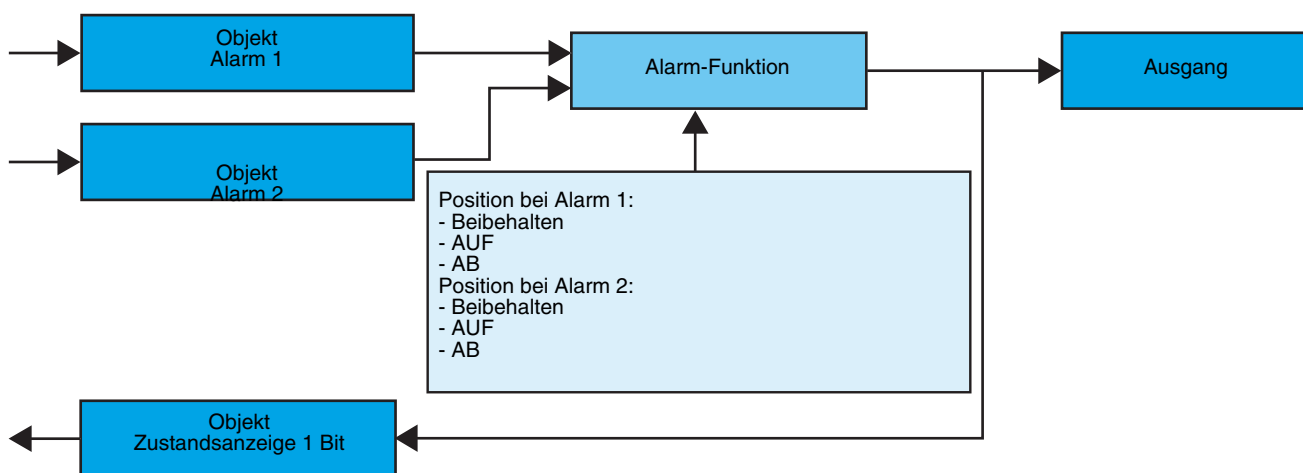 Objekt
Alarm 1
Alarm-Funktion
Ausgang
Objekt
Alarm 2
Position bei Alarm 1:
- Beibehalten
- AUF
- AB
Position bei Alarm 2:
- Beibehalten
- AUF
- AB
Objekt
Zustandsanzeige 1 Bit